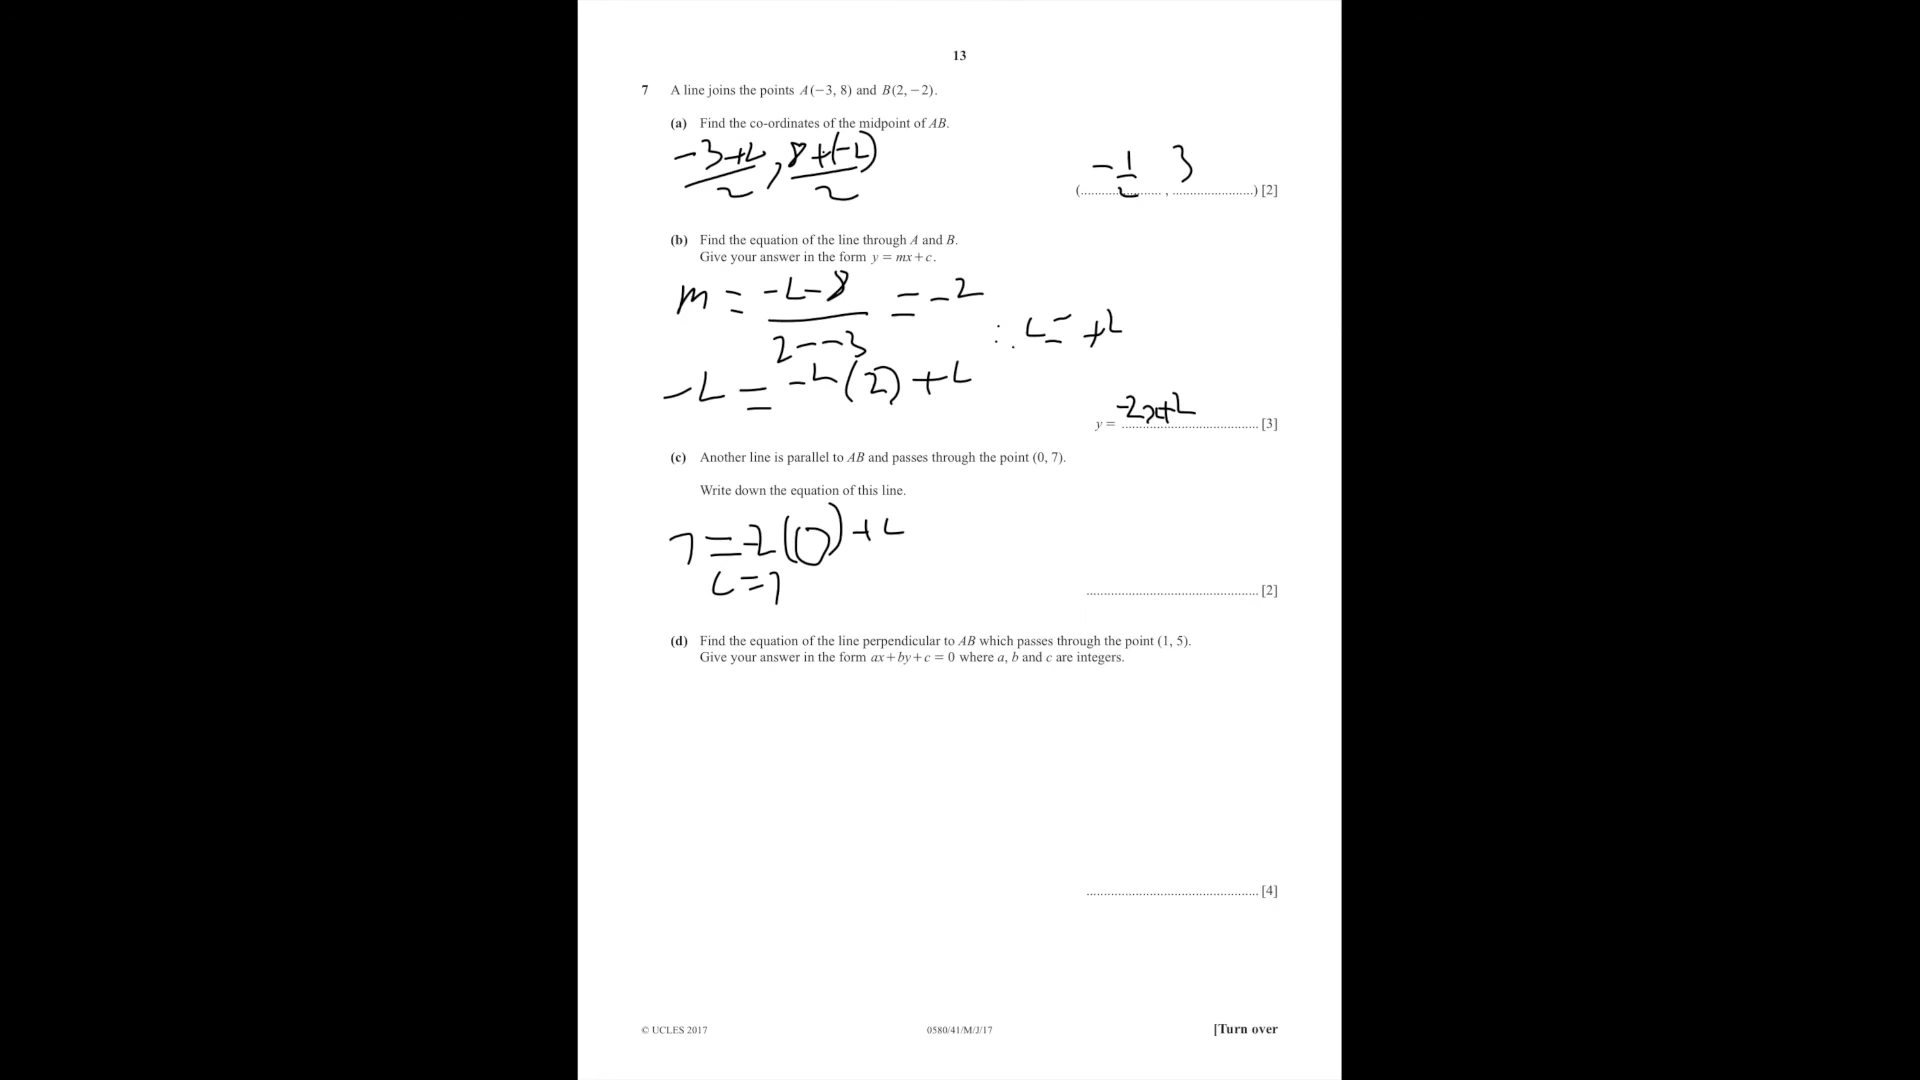 13
7 A line joins the points A(−3, 8) and B(2, −2).
(a) Find the co-ordinates of the midpoint of AB.
-3+2/2 , 8+(-2)/2
-1/2 3
(........................ , ........................) [2]
(b) Find the equation of the line through A and B.
Give your answer in the form y = mx + c.
m = -2-8/2--3 = -2
∴ c = +2
-2 = -2(2)+c
y = -2x+2 [3]
(c) Another line is parallel to AB and passes through the point (0, 7).
Write down the equation of this line.
7=-2(0)+c
c=7
................................................... [2]
(d) Find the equation of the line perpendicular to AB which passes through the point (1, 5).
Give your answer in the form ax + by + c = 0 where a, b and c are integers.
................................................... [4]
© UCLES 2017 0580/41/M/J/17 [Turn over